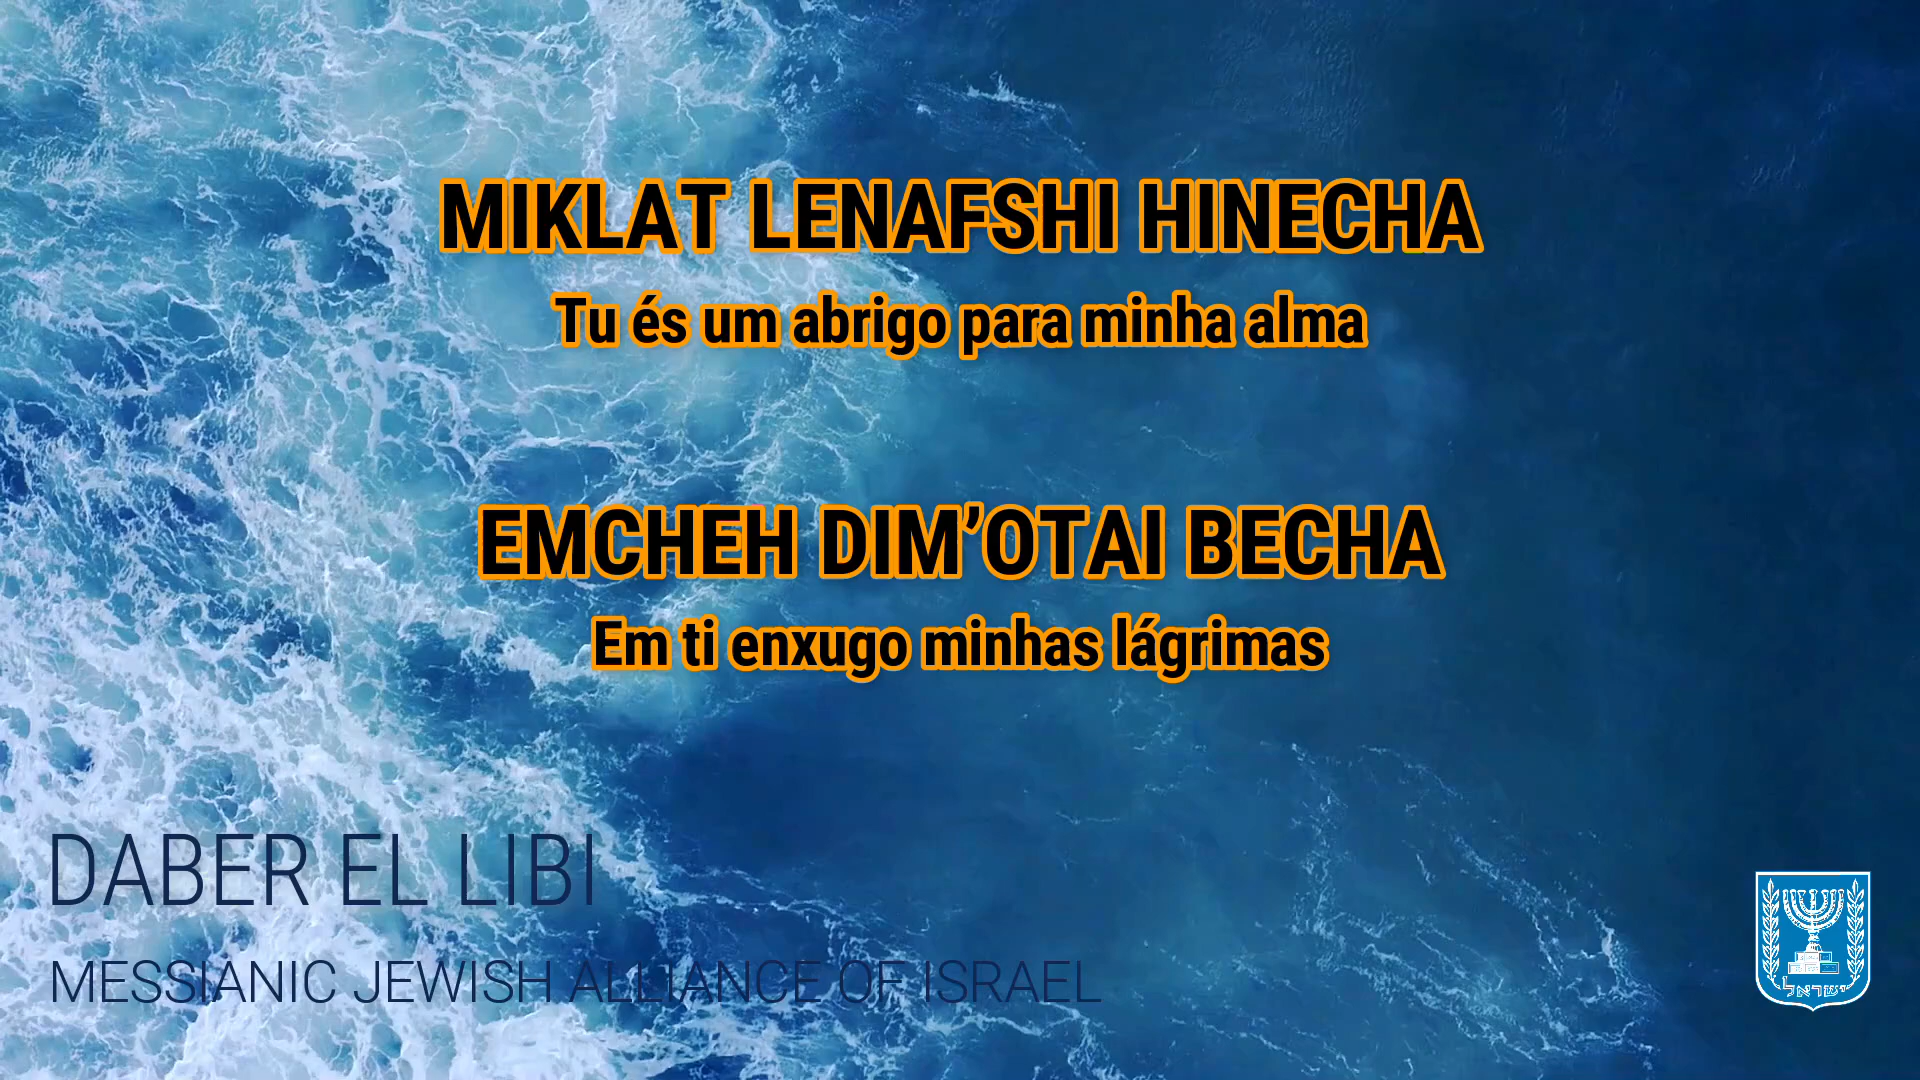 MIKLAT LENAFSHI HINECHA
Tu és um abrigo para minha alma
EMCHEH DIM’OTAI BECHA
Em ti enxugo minhas lágrimas
DABER EL LIBI
MESSIANIC JEWISH ALLIANCE OF ISRAEL
ישראל